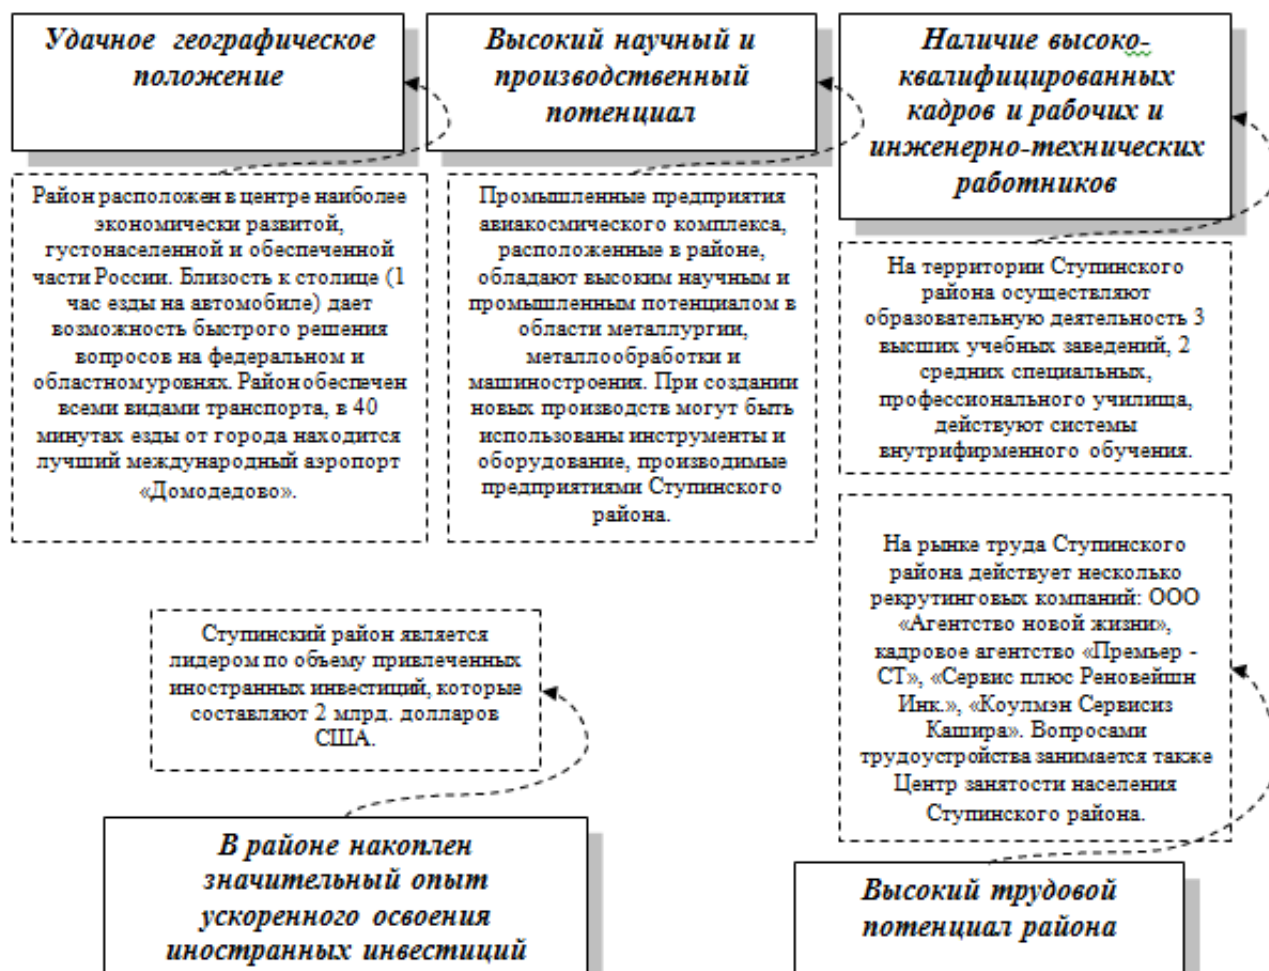 Удачное географическое
положение
Высокий научный и
производственный
потенциал
Наличие высоко-
квалифицированных
кадров и рабочих и
инженерно-технических
работников
Район расположен в центре наиболее
экономически развитой,
густонаселенной и обеспеченной
части России. Близость к столице (1
час езды на автомобиле) дает
возможность быстрого решения
вопросов на федеральном и
областном уровнях. Район обеспечен
всеми видами транспорта, в 40
минутах езды от города находится
лучший международный аэропорт
«Домодедово».
Промышленные предприятия
авиакосмического комплекса,
расположенные в районе,
обладают высоким научным и
промышленным потенциалом в
области металлургии,
металлообработки и
машиностроения. При создании
новых производств могут быть
использованы инструменты и
оборудование, производимые
предприятиями Ступинского
района.
На территории Ступинского
района осуществляют
образовательную деятельность 3
высших учебных заведений, 2
средних специальных,
профессионального училища,
действуют системы
внутрифирменного обучения.
На рынке труда Ступинского
района действует несколько
рекрутинговых компаний: ООО
«Агентство новой жизни»,
кадровое агентство «Премьер -
СТ», «Сервис плюс Реновейшн
Инк.», «Коулмэн Сервисиз
Кашира». Вопросами
трудоустройства занимается также
Центр занятости населения
Ступинского района.
Ступинский район является
лидером по объему привлеченных
иностранных инвестиций, которые
составляют 2 млрд. долларов
США.
В районе накоплен
значительный опыт
ускоренного освоения
иностранных инвестиций
Высокий трудовой
потенциал района